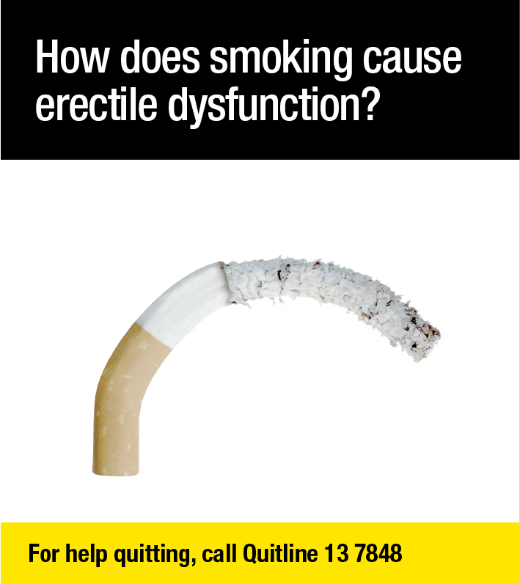 How does smoking cause
erectile dysfunction?
For help quitting, call Quitline 13 7848